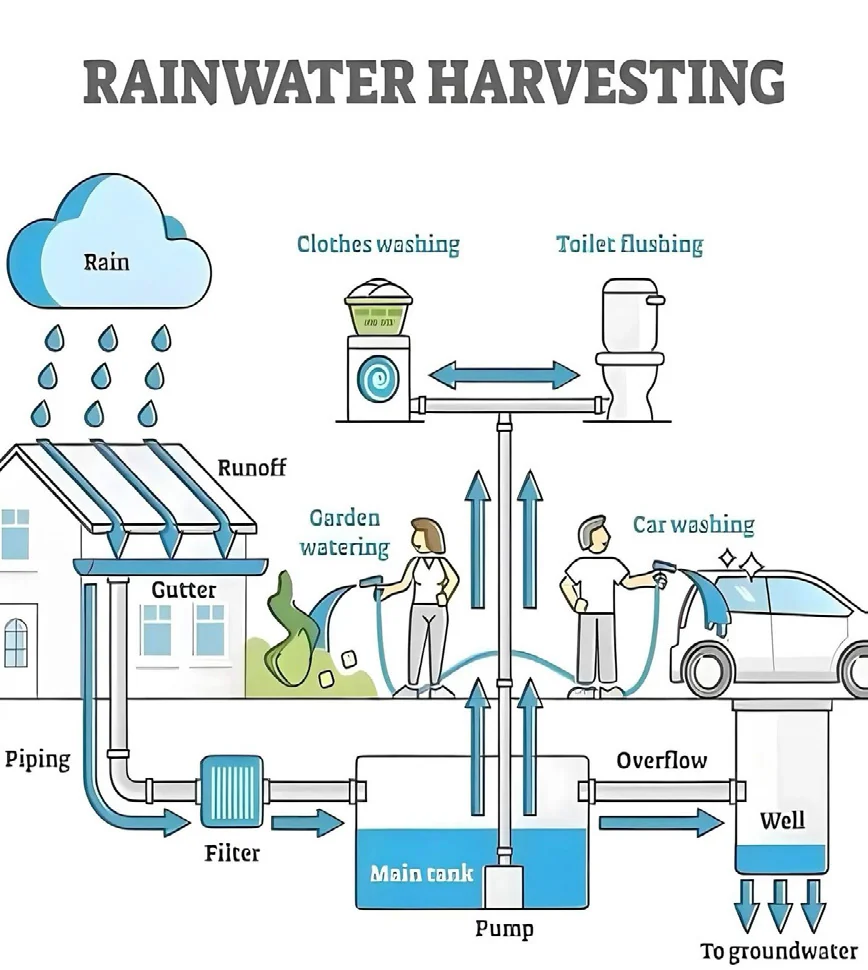 RAINWATER HARVESTING
Rain
Clothes washing
Toilet flushing
Runoff
Garden
watering
Car washing
Gutter
Piping
Overflow
Filter
Well
Main tank
Pump
To groundwater